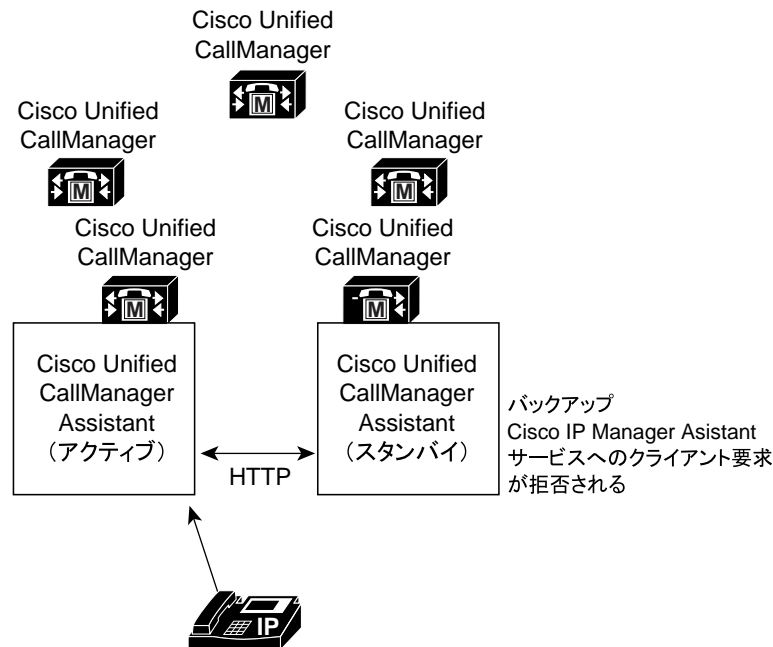 Cisco Unified
CallManager
M
Cisco Unified
CallManager
M
Cisco Unified
CallManager
M
Cisco Unified
CallManager
M
Cisco Unified
CallManager
M
Cisco Unified
CallManager
Assistant
（アクティブ）
HTTP
Cisco Unified
CallManager
Assistant
（スタンバイ）
バックアップ
Cisco IP Manager Asistant
サービスへのクライアント要求
が拒否される
IP